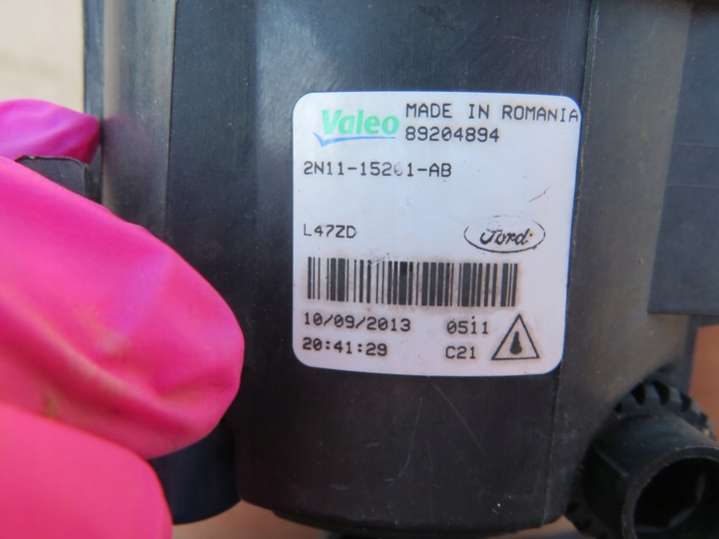 Valeo MADE IN ROMANIA
89204894
2N11-15201-AB
L47ZD Ford
10/09/2013 0511
20:41:29 C21